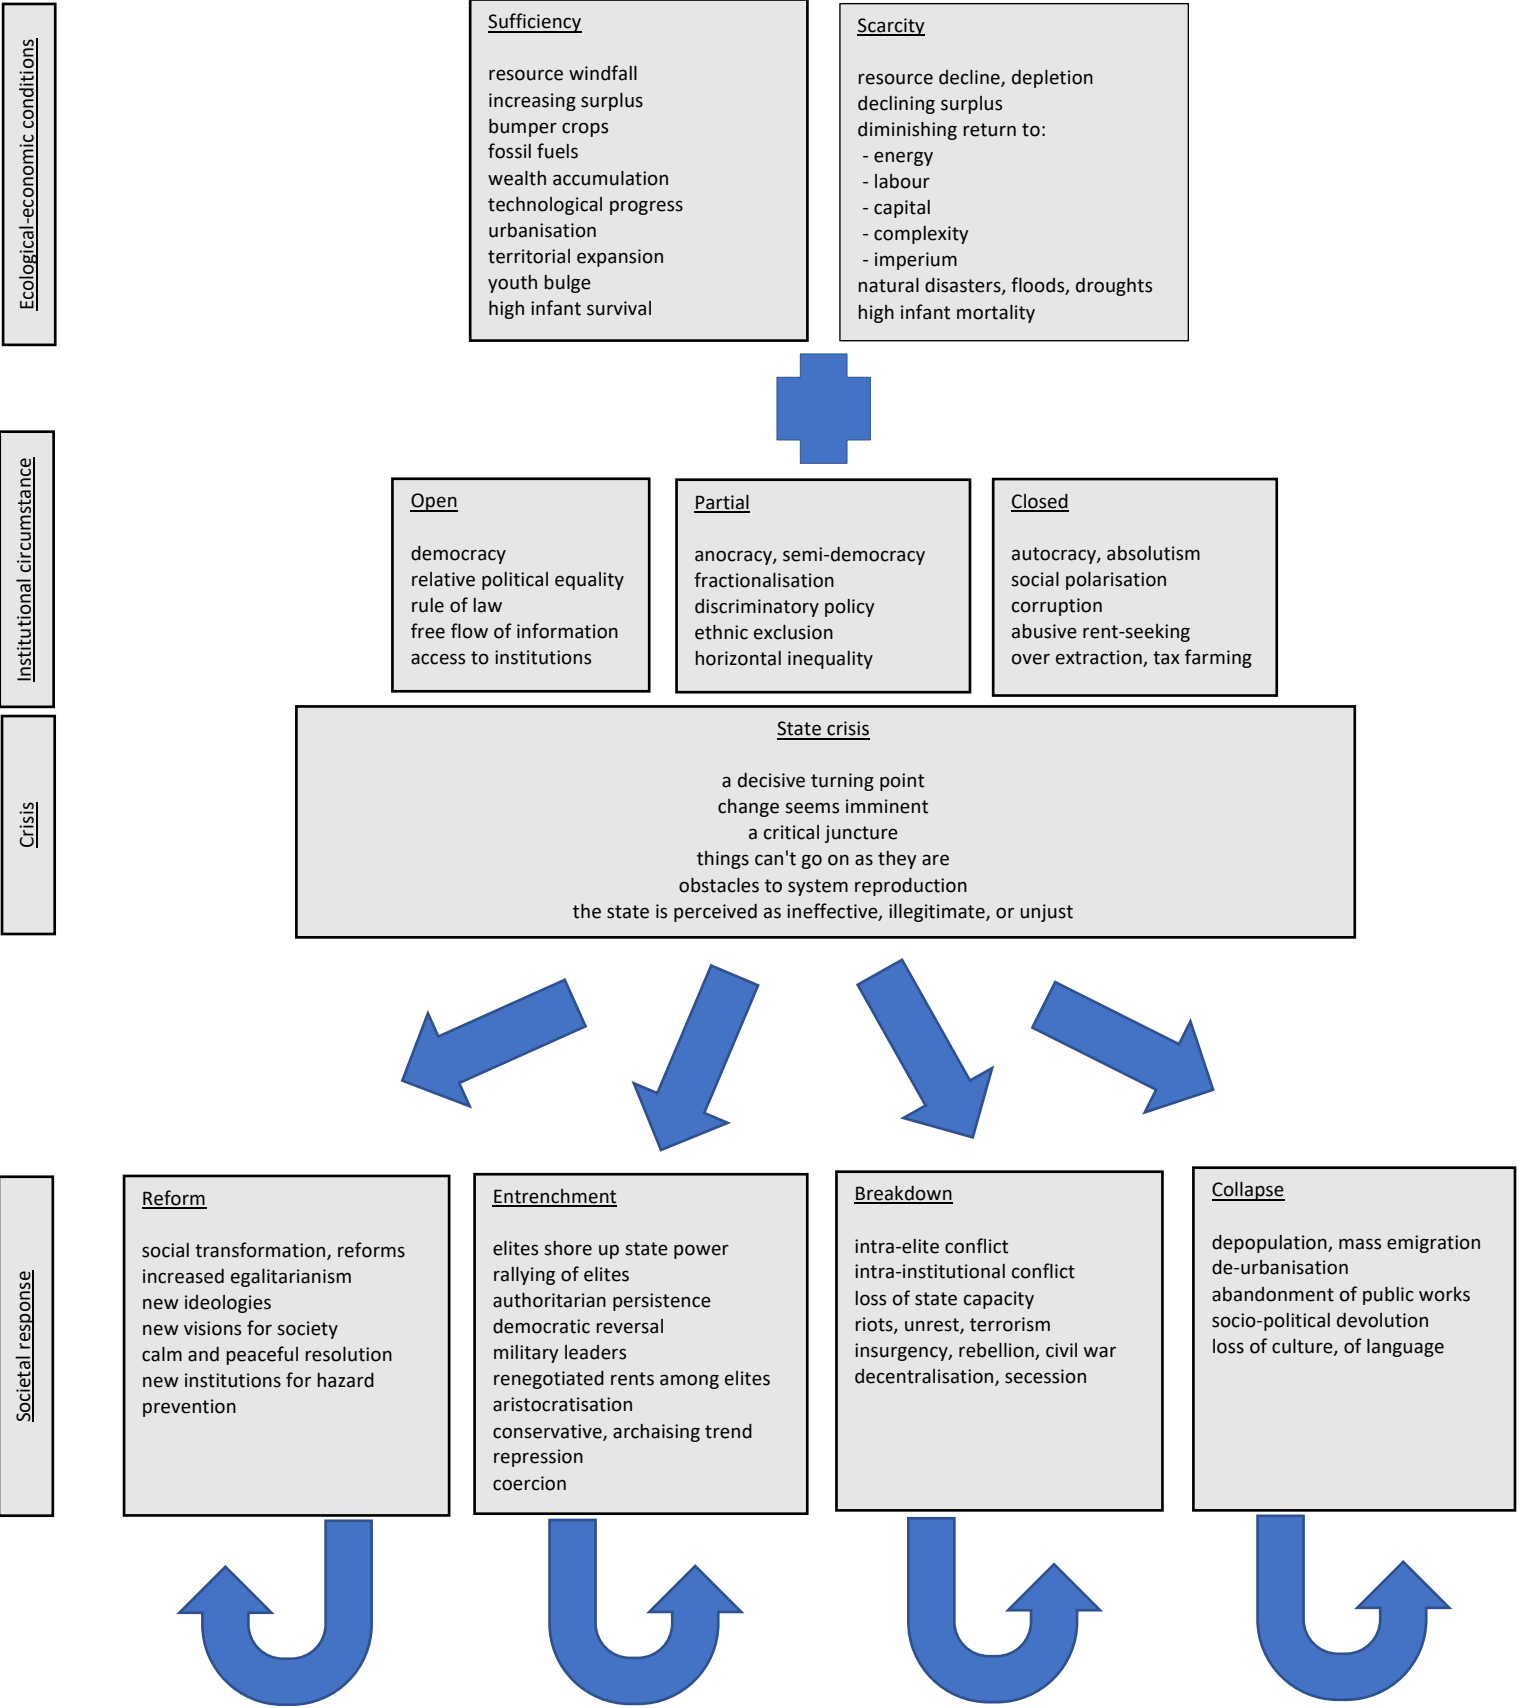 Ecological-economic conditions
Sufficiency
resource windfall
increasing surplus
bumper crops
fossil fuels
wealth accumulation
technological progress
urbanisation
territorial expansion
youth bulge
high infant survival
Scarcity
resource decline, depletion
declining surplus
diminishing return to:
- energy
- labour
- capital
- complexity
- imperium
natural disasters, floods, droughts
high infant mortality
Institutional circumstance
Open
democracy
relative political equality
rule of law
free flow of information
access to institutions
Partial
anocracy, semi-democracy
fractionalisation
discriminatory policy
ethnic exclusion
horizontal inequality
Closed
autocracy, absolutism
social polarisation
corruption
abusive rent-seeking
over extraction, tax farming
Crisis
State crisis
a decisive turning point
change seems imminent
a critical juncture
things can't go on as they are
obstacles to system reproduction
the state is perceived as ineffective, illegitimate, or unjust
Societal response
Reform
social transformation, reforms
increased egalitarianism
new ideologies
new visions for society
calm and peaceful resolution
new institutions for hazard
prevention
Entrenchment
elites shore up state power
rallying of elites
authoritarian persistence
democratic reversal
military leaders
renegotiated rents among elites
aristocratisation
conservative, archaising trend
repression
coercion
Breakdown
intra-elite conflict
intra-institutional conflict
loss of state capacity
riots, unrest, terrorism
insurgency, rebellion, civil war
decentralisation, secession
Collapse
depopulation, mass emigration
de-urbanisation
abandonment of public works
socio-political devolution
loss of culture, of language